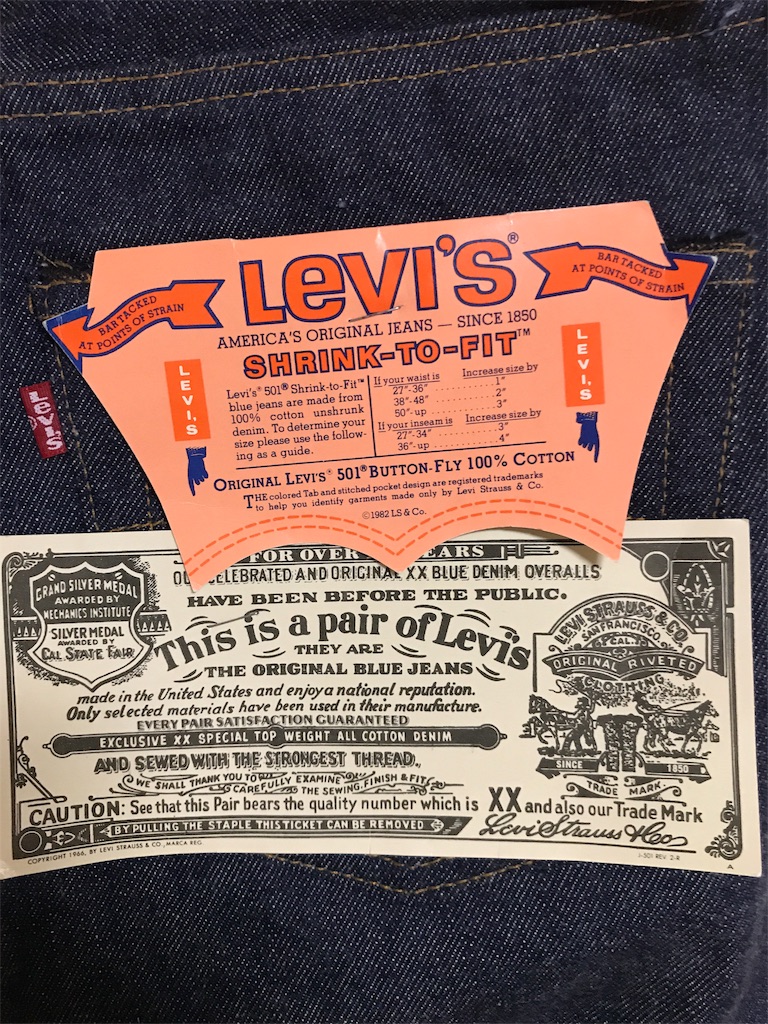 LEVI'S®
BAR TACKED
AT POINTS OF STRAIN
BAR TACKED
AT POINTS OF STRAIN
AMERICA'S ORIGINAL JEANS — SINCE 1850
SHRINK-TO-FIT™
LEVI'S
LEVI'S
Levi's® 501® Shrink-to-Fit™
blue jeans are made from
100% cotton unshrunk
denim. To determine your
size please use the follow-
ing as a guide.
If your waist is Increase size by
27"-36" .......... 1"
38"-48" .......... 2"
50"-up .......... 3"
If your inseam is Increase size by
27"-34" .......... 3"
36"-up .......... 4"
ORIGINAL LEVI'S® 501® BUTTON-FLY 100% COTTON
THE colored Tab and stitched pocket design are registered trademarks
to help you identify garments made only by Levi Strauss & Co.
©1982 LS&Co.
LEVI'S
FOR OVER YEARS
CELEBRATED AND ORIGINAL XX BLUE DENIM OVERALLS
HAVE BEEN BEFORE THE PUBLIC.
This is a pair of Levi's
THEY ARE
THE ORIGINAL BLUE JEANS
made in the United States and enjoy a national reputation.
Only selected materials have been used in their manufacture.
EVERY PAIR SATISFACTION GUARANTEED
EXCLUSIVE XX SPECIAL TOP WEIGHT ALL COTTON DENIM
AND SEWED WITH THE STRONGEST THREAD.
WE SHALL THANK YOU TO CAREFULLY EXAMINE THE SEWING, FINISH & FIT
CAUTION: See that this Pair bears the quality number which is XX and also our Trade Mark
BY PULLING THE STAPLE THIS TICKET CAN BE REMOVED
Levi Strauss & Co
GRAND SILVER MEDAL
AWARDED BY
MECHANICS INSTITUTE
SILVER MEDAL
AWARDED BY
CAL. STATE FAIR
LEVI STRAUSS & CO.
SAN FRANCISCO
CAL.
ORIGINAL RIVETED
CLOTHING
SINCE 1850
TRADE MARK
COPYRIGHT 1966, BY LEVI STRAUSS & CO., MARCA REG.
J-501 REV. 2-R
A